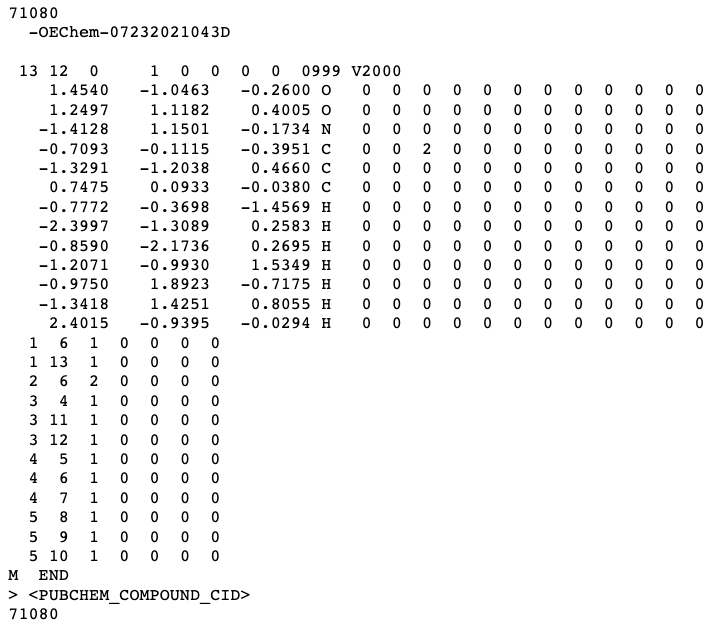 71080
  -OEChem-07232021043D

 13 12  0     1  0  0  0  0  0999 V2000
    1.4540   -1.0463   -0.2600 O   0  0  0  0  0  0  0  0  0  0  0  0
    1.2497    1.1182    0.4005 O   0  0  0  0  0  0  0  0  0  0  0  0
   -1.4128    1.1501   -0.1734 N   0  0  0  0  0  0  0  0  0  0  0  0
   -0.7093   -0.1115   -0.3951 C   0  0  2  0  0  0  0  0  0  0  0  0
   -1.3291   -1.2038    0.4660 C   0  0  0  0  0  0  0  0  0  0  0  0
    0.7475    0.0933   -0.0380 C   0  0  0  0  0  0  0  0  0  0  0  0
   -0.7772   -0.3698   -1.4569 H   0  0  0  0  0  0  0  0  0  0  0  0
   -2.3997   -1.3089    0.2583 H   0  0  0  0  0  0  0  0  0  0  0  0
   -0.8590   -2.1736    0.2695 H   0  0  0  0  0  0  0  0  0  0  0  0
   -1.2071   -0.9930    1.5349 H   0  0  0  0  0  0  0  0  0  0  0  0
   -0.9750    1.8923   -0.7175 H   0  0  0  0  0  0  0  0  0  0  0  0
   -1.3418    1.4251    0.8055 H   0  0  0  0  0  0  0  0  0  0  0  0
    2.4015   -0.9395   -0.0294 H   0  0  0  0  0  0  0  0  0  0  0  0
  1  6  1  0  0  0  0
  1 13  1  0  0  0  0
  2  6  2  0  0  0  0
  3  4  1  0  0  0  0
  3 11  1  0  0  0  0
  3 12  1  0  0  0  0
  4  5  1  0  0  0  0
  4  6  1  0  0  0  0
  4  7  1  0  0  0  0
  5  8  1  0  0  0  0
  5  9  1  0  0  0  0
  5 10  1  0  0  0  0
M  END
> <PUBCHEM_COMPOUND_CID>
71080